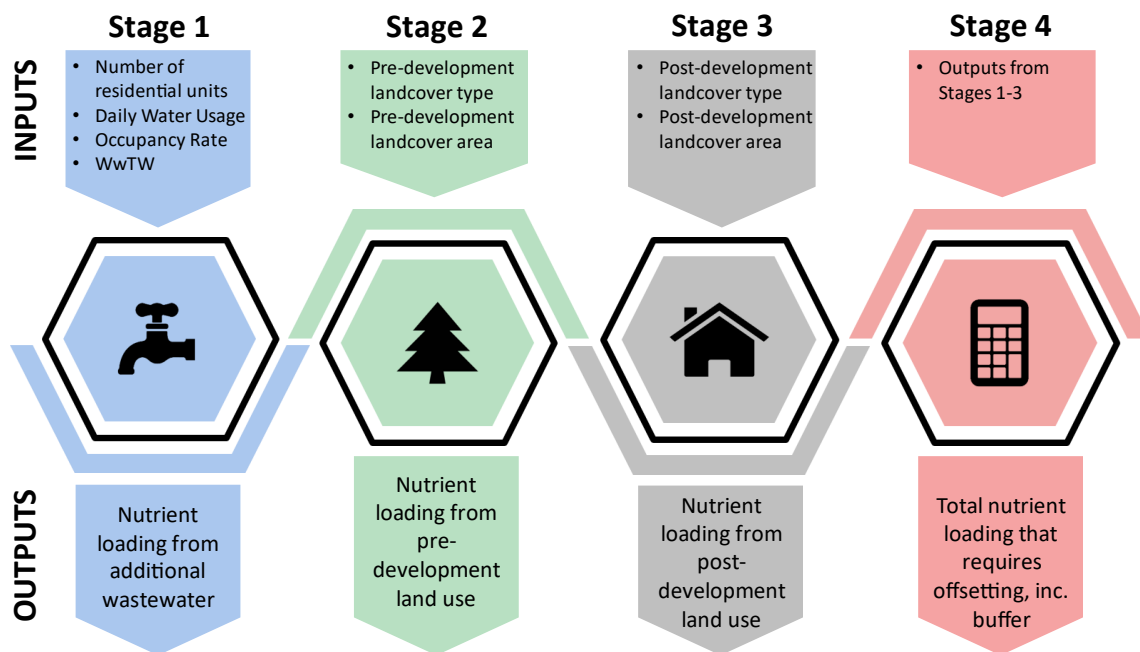 Stage 1
Stage 2
Stage 3
Stage 4
INPUTS
• Number of
residential units
• Daily Water Usage
• Occupancy Rate
• WwTW
• Pre-development
landcover type
• Pre-development
landcover area
• Post-development
landcover type
• Post-development
landcover area
• Outputs from
Stages 1-3
OUTPUTS
Nutrient
loading from
additional
wastewater
Nutrient
loading from
pre-
development
land use
Nutrient
loading from
post-
development
land use
Total nutrient
loading that
requires
offsetting, inc.
buffer